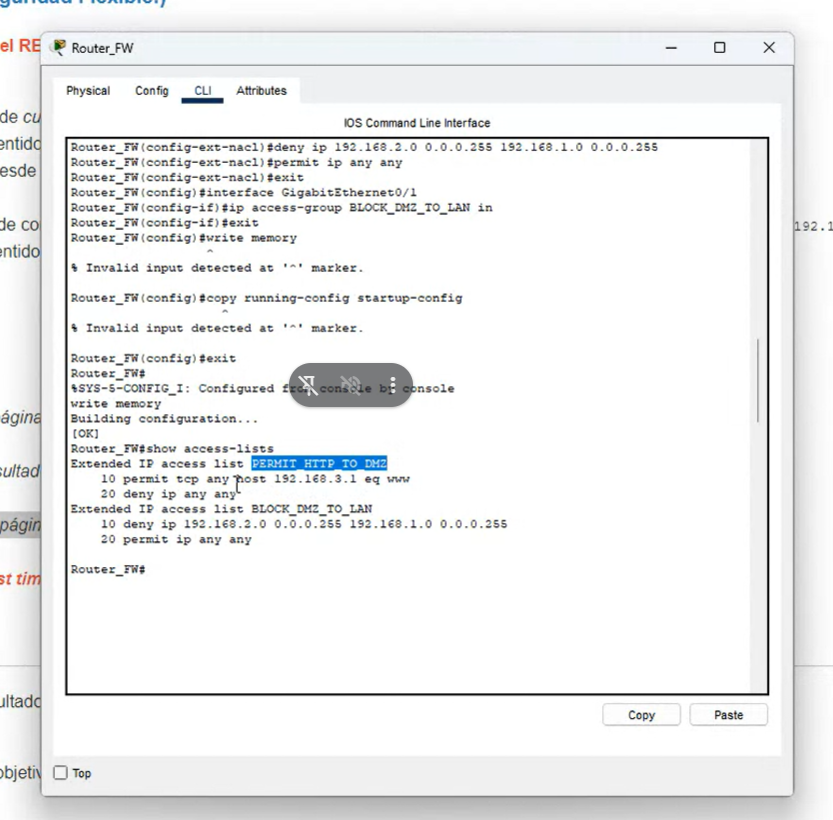 guridad Flexible!)
el RE
Router_FW
Physical Config CLI Attributes
IOS Command Line Interface
de cu
entido
esde
de co
entido
192.1
Router_FW(config-ext-nacl)#deny ip 192.168.2.0 0.0.0.255 192.168.1.0 0.0.0.255
Router_FW(config-ext-nacl)#permit ip any any
Router_FW(config-ext-nacl)#exit
Router_FW(config)#interface GigabitEthernet0/1
Router_FW(config-if)#ip access-group BLOCK_DMZ_TO_LAN in
Router_FW(config-if)#exit
Router_FW(config)#write memory
^
% Invalid input detected at '^' marker.
Router_FW(config)#copy running-config startup-config
^
% Invalid input detected at '^' marker.
Router_FW(config)#exit
Router_FW#
%SYS-5-CONFIG_I: Configured from console by console
write memory
Building configuration...
[OK]
Router_FW#show access-lists
Extended IP access list PERMIT_HTTP_TO_DMZ
10 permit tcp any host 192.168.3.1 eq www
20 deny ip any any
Extended IP access list BLOCK_DMZ_TO_LAN
10 deny ip 192.168.2.0 0.0.0.255 192.168.1.0 0.0.0.255
20 permit ip any any
Router_FW#
ágina
sultad
págin
st tim
ultado
objetiv
Copy Paste
Top